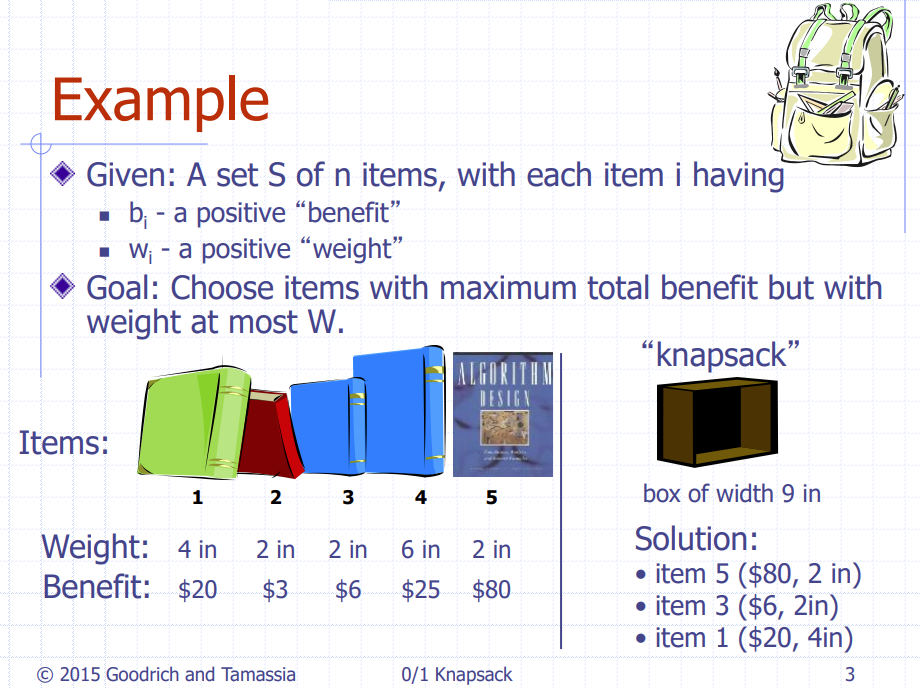 Example
Given: A set S of n items, with each item i having
bi - a positive “benefit”
wi - a positive “weight”
Goal: Choose items with maximum total benefit but with
weight at most W.
“knapsack”
ALGORITHM
DESIGN
Items:
1 2 3 4 5
box of width 9 in
Weight: 4 in 2 in 2 in 6 in 2 in
Benefit: $20 $3 $6 $25 $80
Solution:
• item 5 ($80, 2 in)
• item 3 ($6, 2in)
• item 1 ($20, 4in)
© 2015 Goodrich and Tamassia 0/1 Knapsack 3